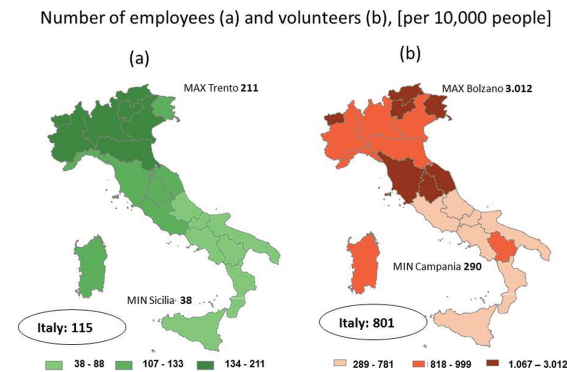 Number of employees (a) and volunteers (b), [per 10,000 people]
(a)
(b)
MAX Trento 211
MAX Bolzano 3.012
MIN Campania 290
MIN Sicilia 38
Italy: 115
Italy: 801
38 - 88
107 - 133
134 - 211
289 - 781
818 - 999
1.067 – 3.012